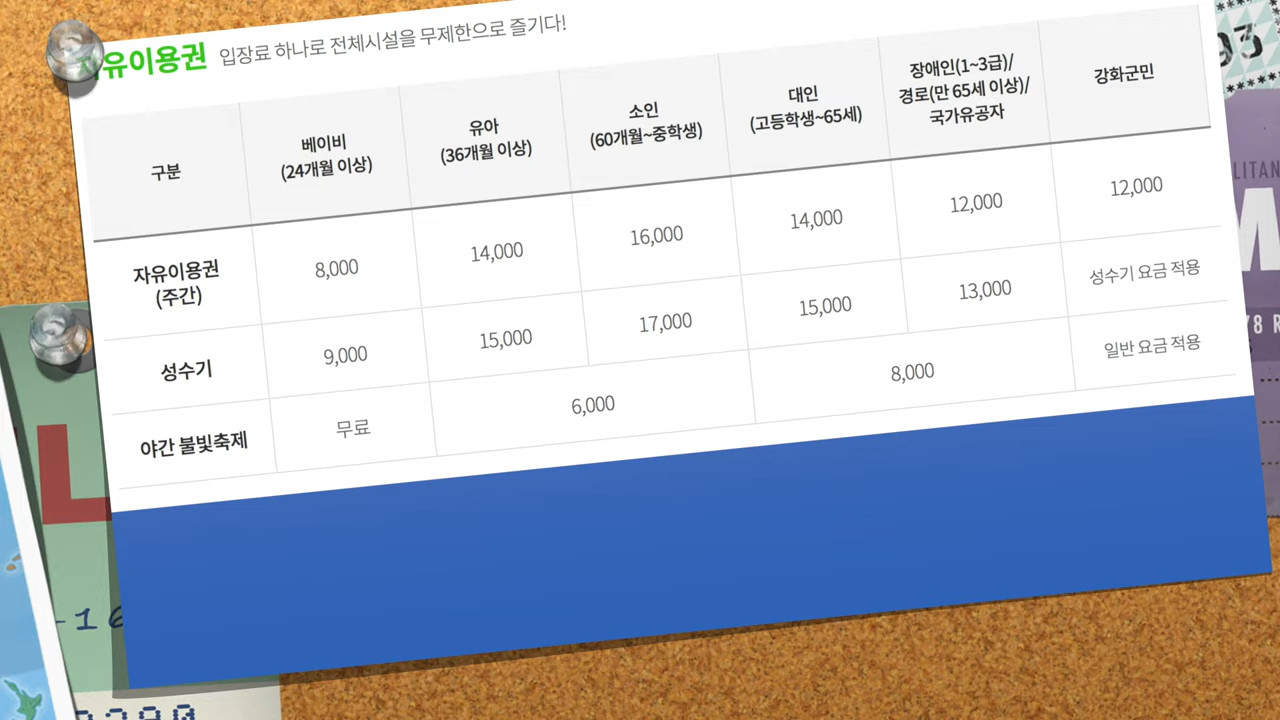 자유이용권 입장료 하나로 전체시설을 무제한으로 즐기다!
구분
베이비
(24개월 이상)
유아
(36개월 이상)
소인
(60개월~중학생)
대인
(고등학생~65세)
장애인(1~3급)/
경로(만 65세 이상)/
국가유공자
강화군민
자유이용권
(주간)
8,000
14,000
16,000
14,000
12,000
12,000
성수기
9,000
15,000
17,000
15,000
13,000
성수기 요금 적용
야간 불빛축제
무료
6,000
8,000
일반 요금 적용
93
LITAN
M
78 R
L
-16